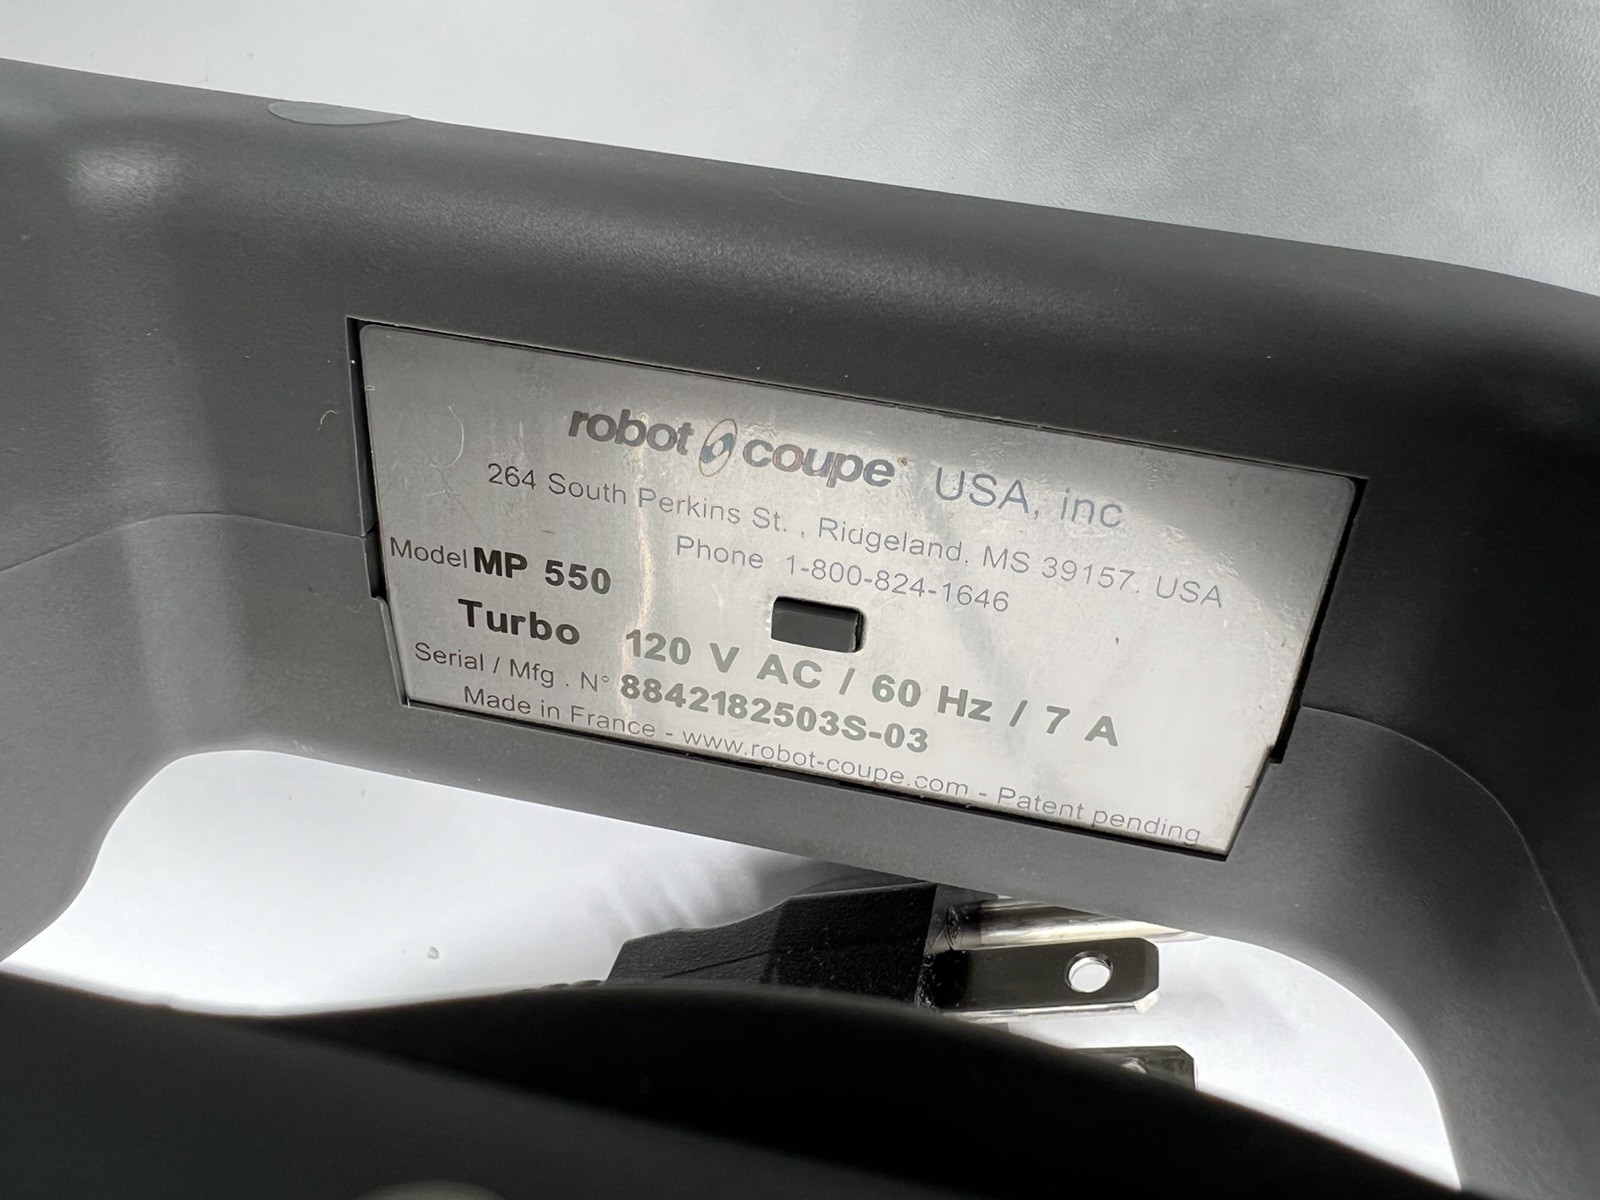 robot coupe USA, inc
264 South Perkins St. , Ridgeland, MS 39157. USA
Phone 1-800-824-1646
Model MP 550
Turbo 120 V AC / 60 Hz / 7 A
Serial / Mfg . N° 8842182503S-03
Made in France - www.robot-coupe.com - Patent pending